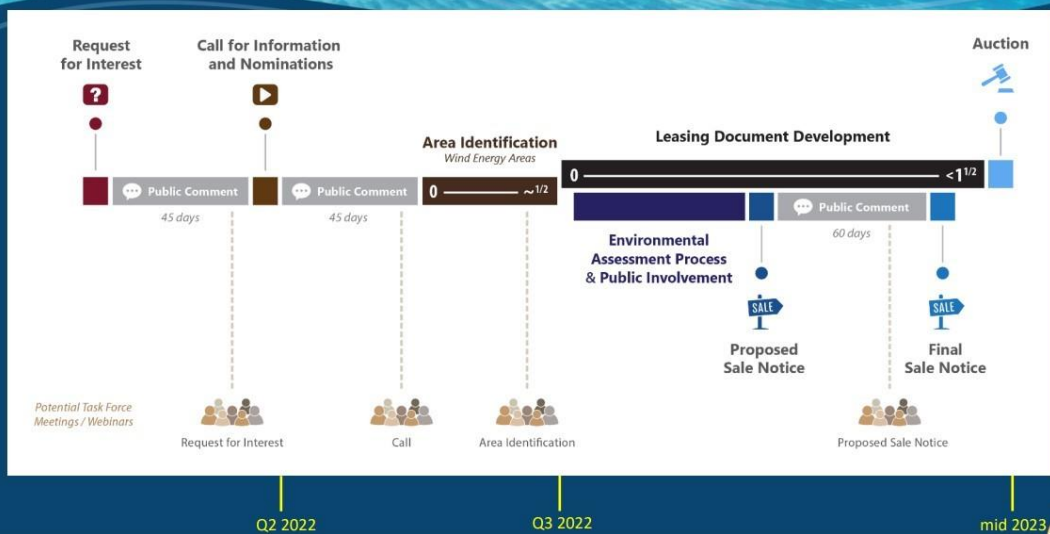 Request
for Interest
Call for Information
and Nominations
Auction
?
Area Identification
Wind Energy Areas
Leasing Document Development
0
<1 1/2
Public Comment
Public Comment
0
~1/2
45 days
45 days
Public Comment
60 days
Environmental
Assessment Process
& Public Involvement
SALE
SALE
Proposed
Sale Notice
Final
Sale Notice
Potential Task Force
Meetings / Webinars
Request for Interest
Call
Area Identification
Proposed Sale Notice
Q2 2022
Q3 2022
mid 2023